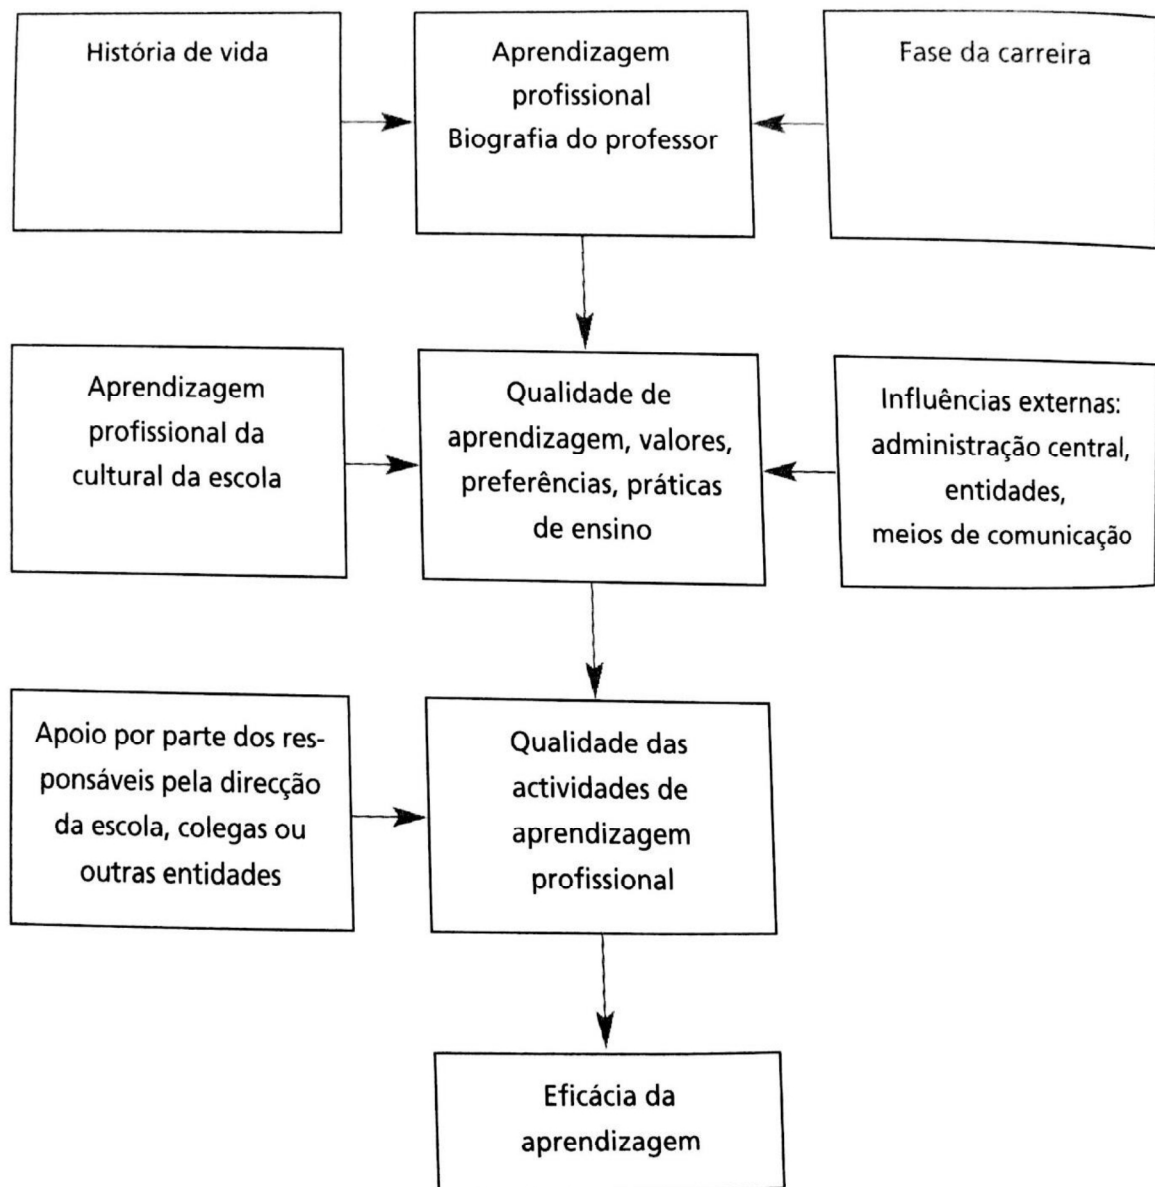 História de vida
Aprendizagem
profissional
Biografia do professor
Fase da carreira
Aprendizagem
profissional da
cultural da escola
Qualidade de
aprendizagem, valores,
preferências, práticas
de ensino
Influências externas:
administração central,
entidades,
meios de comunicação
Apoio por parte dos res-
ponsáveis pela direcção
da escola, colegas ou
outras entidades
Qualidade das
actividades de
aprendizagem
profissional
Eficácia da
aprendizagem